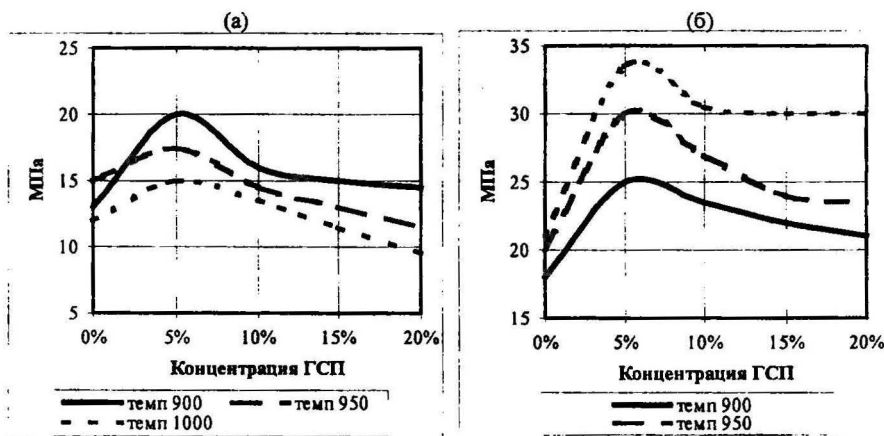 (а)
25
20
15
10
5
МПа
0% 5% 10% 15% 20%
Концентрация ГСП
темп 900 темп 950
темп 1000
(б)
35
30
25
20
15
МПа
0% 5% 10% 15% 20%
Концентрация ГСП
темп 900
темп 950